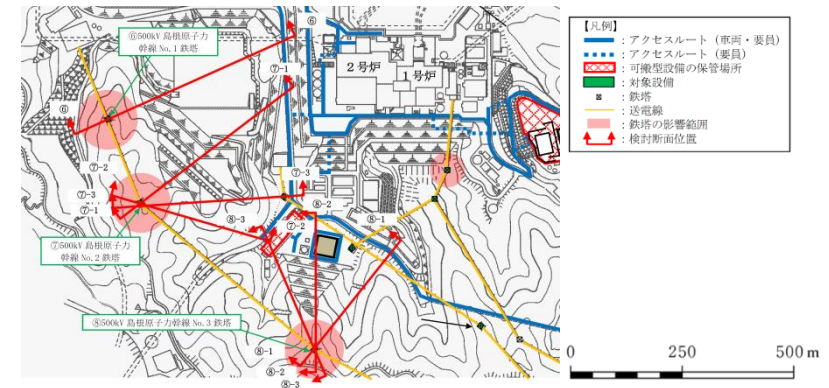 ⑥500kV 島根原子力
幹線 No.1 鉄塔
⑥
⑦-1
2号炉
1号炉
⑥
⑦-2
⑦-3
⑦-1
⑦-3
⑧-2
⑧-3
⑦-2
⑧-1
⑦500kV 島根原子力
幹線 No.2 鉄塔
⑧500kV 島根原子力幹線 No.3 鉄塔
⑧-1
⑧-2
⑧-3
【凡例】
:アクセスルート(車両・要員)
:アクセスルート(要員)
:可搬型設備の保管場所
:対象設備
:鉄塔
:送電線
:鉄塔の影響範囲
:検討断面位置
0 250 500m